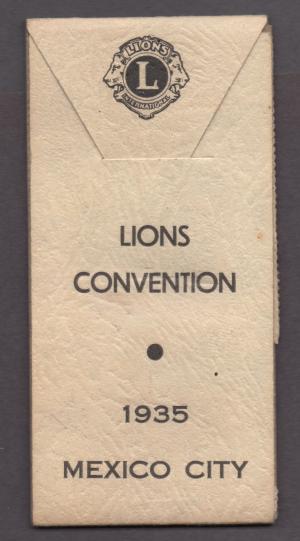 LIONS
L
INTERNATIONAL
LIONS
CONVENTION
1935
MEXICO CITY